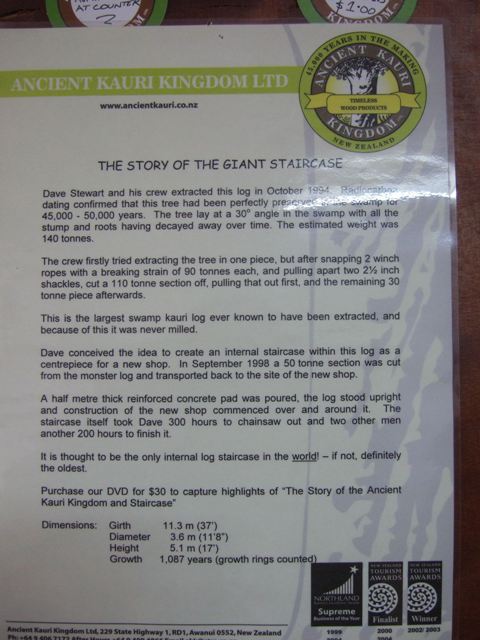 AT COUNTER
2
$1.00
KINGDOM
ANCIENT KAURI KINGDOM LTD
www.ancientkauri.co.nz
45,000 YEARS IN THE MAKING
ANCIENT KAURI
TIMELESS
WOOD PRODUCTS
KINGDOM
NEW ZEALAND
THE STORY OF THE GIANT STAIRCASE
Dave Stewart and his crew extracted this log in October 1994. Radiocarbon
dating confirmed that this tree had been perfectly preserved in the swamp for
45,000 - 50,000 years. The tree lay at a 30° angle in the swamp with all the
stump and roots having decayed away over time. The estimated weight was
140 tonnes.
The crew firstly tried extracting the tree in one piece, but after snapping 2 winch
ropes with a breaking strain of 90 tonnes each, and pulling apart two 2½ inch
shackles, cut a 110 tonne section off, pulling that out first, and the remaining 30
tonne piece afterwards.
This is the largest swamp kauri log ever known to have been extracted, and
because of this it was never milled.
Dave conceived the idea to create an internal staircase within this log as a
centrepiece for a new shop. In September 1998 a 50 tonne section was cut
from the monster log and transported back to the site of the new shop.
A half metre thick reinforced concrete pad was poured, the log stood upright
and construction of the new shop commenced over and around it. The
staircase itself took Dave 300 hours to chainsaw out and two other men
another 200 hours to finish it.
It is thought to be the only internal log staircase in the world! – if not, definitely
the oldest.
Purchase our DVD for $30 to capture highlights of "The Story of the Ancient
Kauri Kingdom and Staircase"
Dimensions: Girth 11.3 m (37')
Diameter 3.6 m (11'8")
Height 5.1 m (17')
Growth 1,087 years (growth rings counted)
NORTHLAND
Supreme
Business of the Year
1999
NEW ZEALAND
TOURISM
AWARDS
Finalist
2000
NEW ZEALAND
TOURISM
AWARDS
Winner
2002/ 2003
Ancient Kauri Kingdom Ltd, 229 State Highway 1, RD1, Awanui 0552, New Zealand